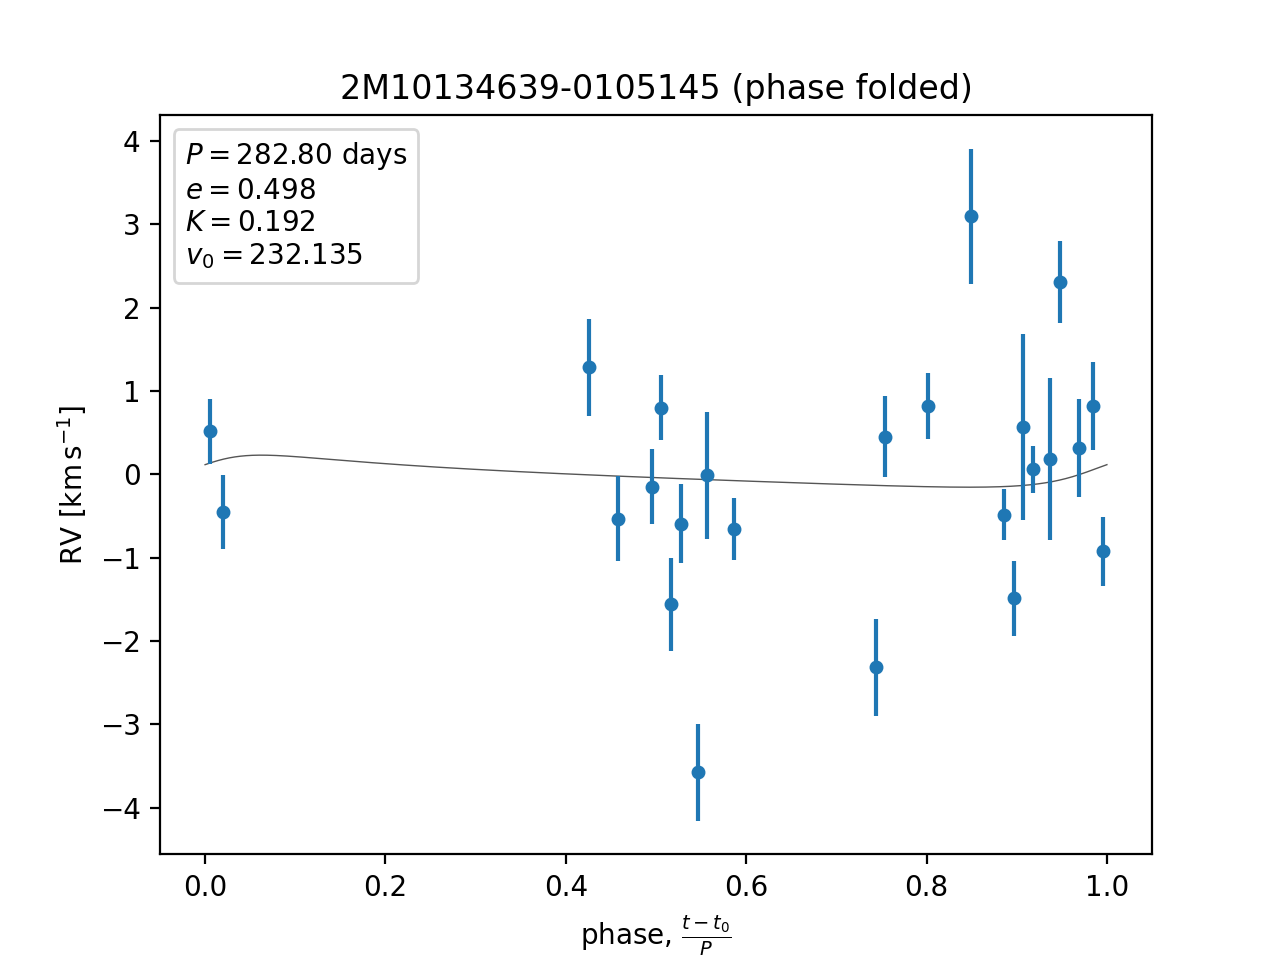 2M10134639-0105145 (phase folded)
P = 282.80 days
e = 0.498
K = 0.192
v₀ = 232.135
4
3
2
1
0
−1
−2
−3
−4
RV [km s⁻¹]
0.0 0.2 0.4 0.6 0.8 1.0
phase, (t − t₀)/P